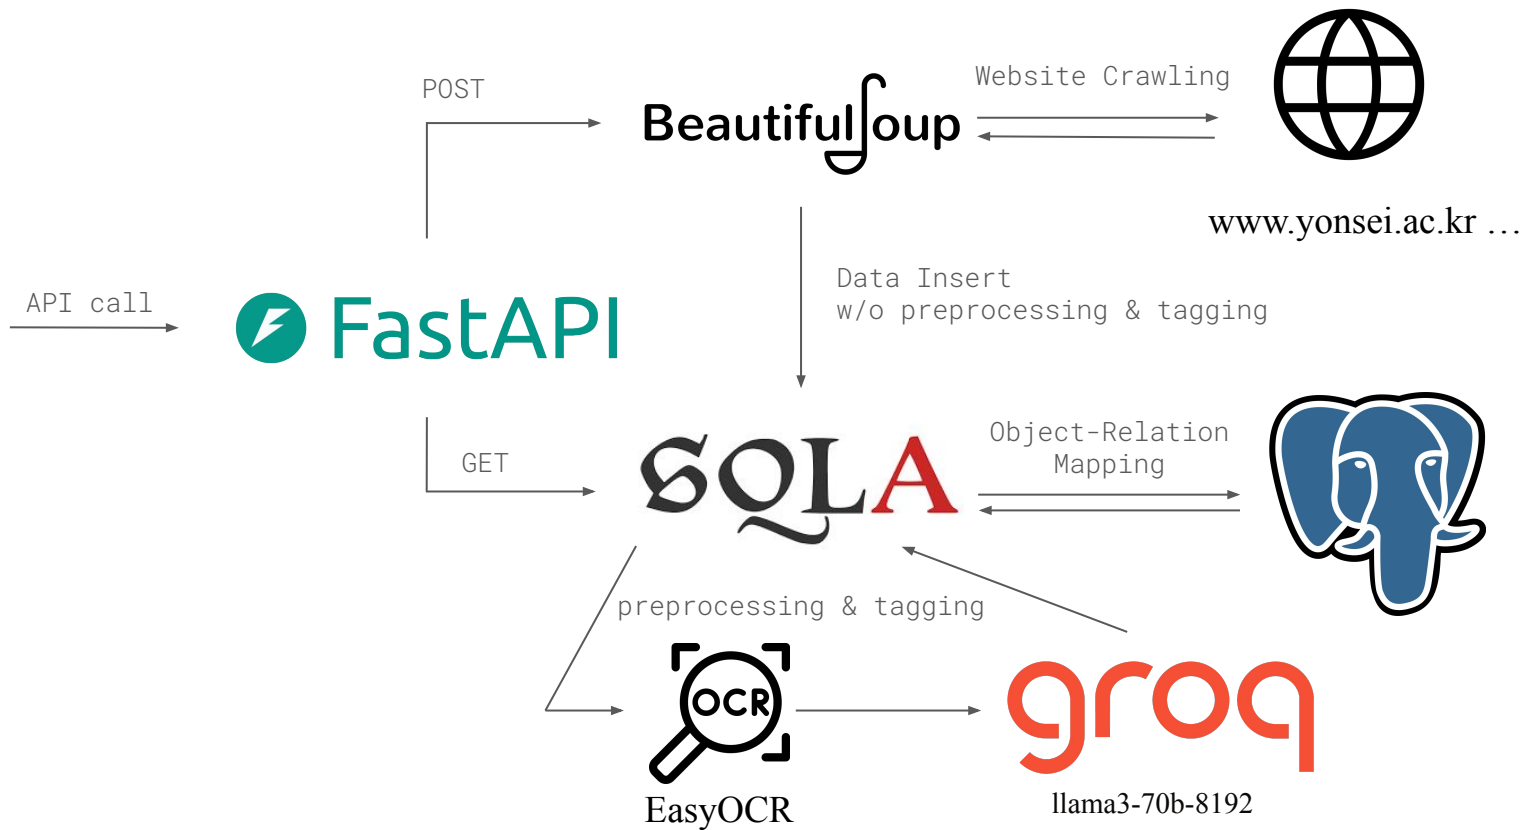 POST
BeautifulSoup
Website Crawling
www.yonsei.ac.kr …
API call
FastAPI
Data Insert
w/o preprocessing & tagging
GET
SQLA
Object-Relation
Mapping
preprocessing & tagging
OCR
EasyOCR
groq
llama3-70b-8192